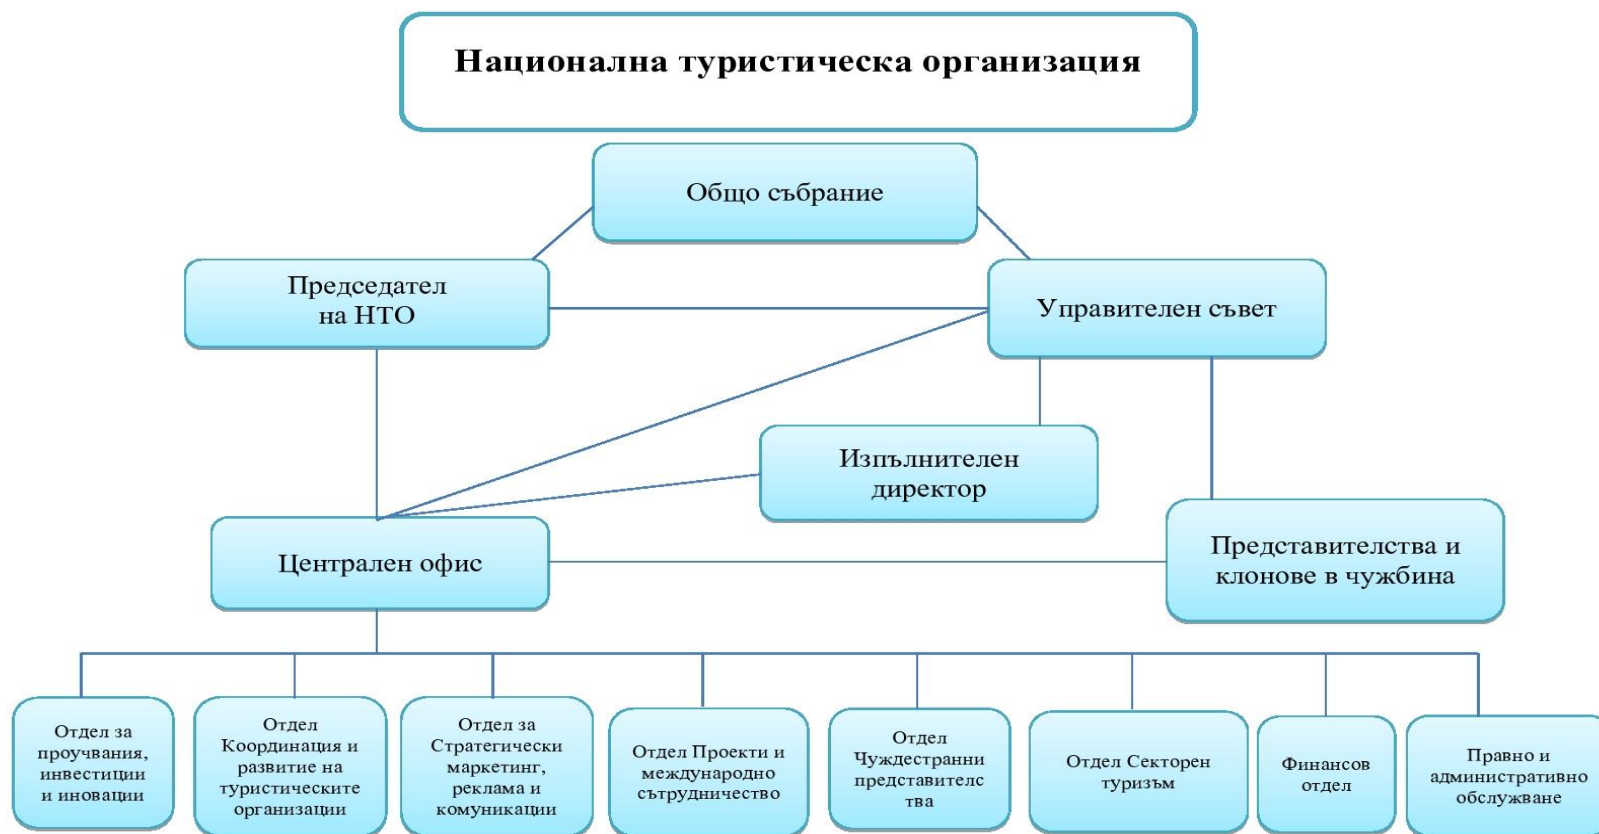 Национална туристическа организация
Общо събрание
Председател
на НТО
Управителен съвет
Изпълнителен
директор
Централен офис
Представителства и
клонове в чужбина
Отдел за
проучвания,
инвестиции
и иновации
Отдел
Координация и
развитие на
туристическите
организации
Отдел за
Стратегически
маркетинг,
реклама и
комуникации
Отдел Проекти и
международно
сътрудничество
Отдел
Чуждестранни
представителс
тва
Отдел Секторен
туризъм
Финансов
отдел
Правно и
административно
обслужване